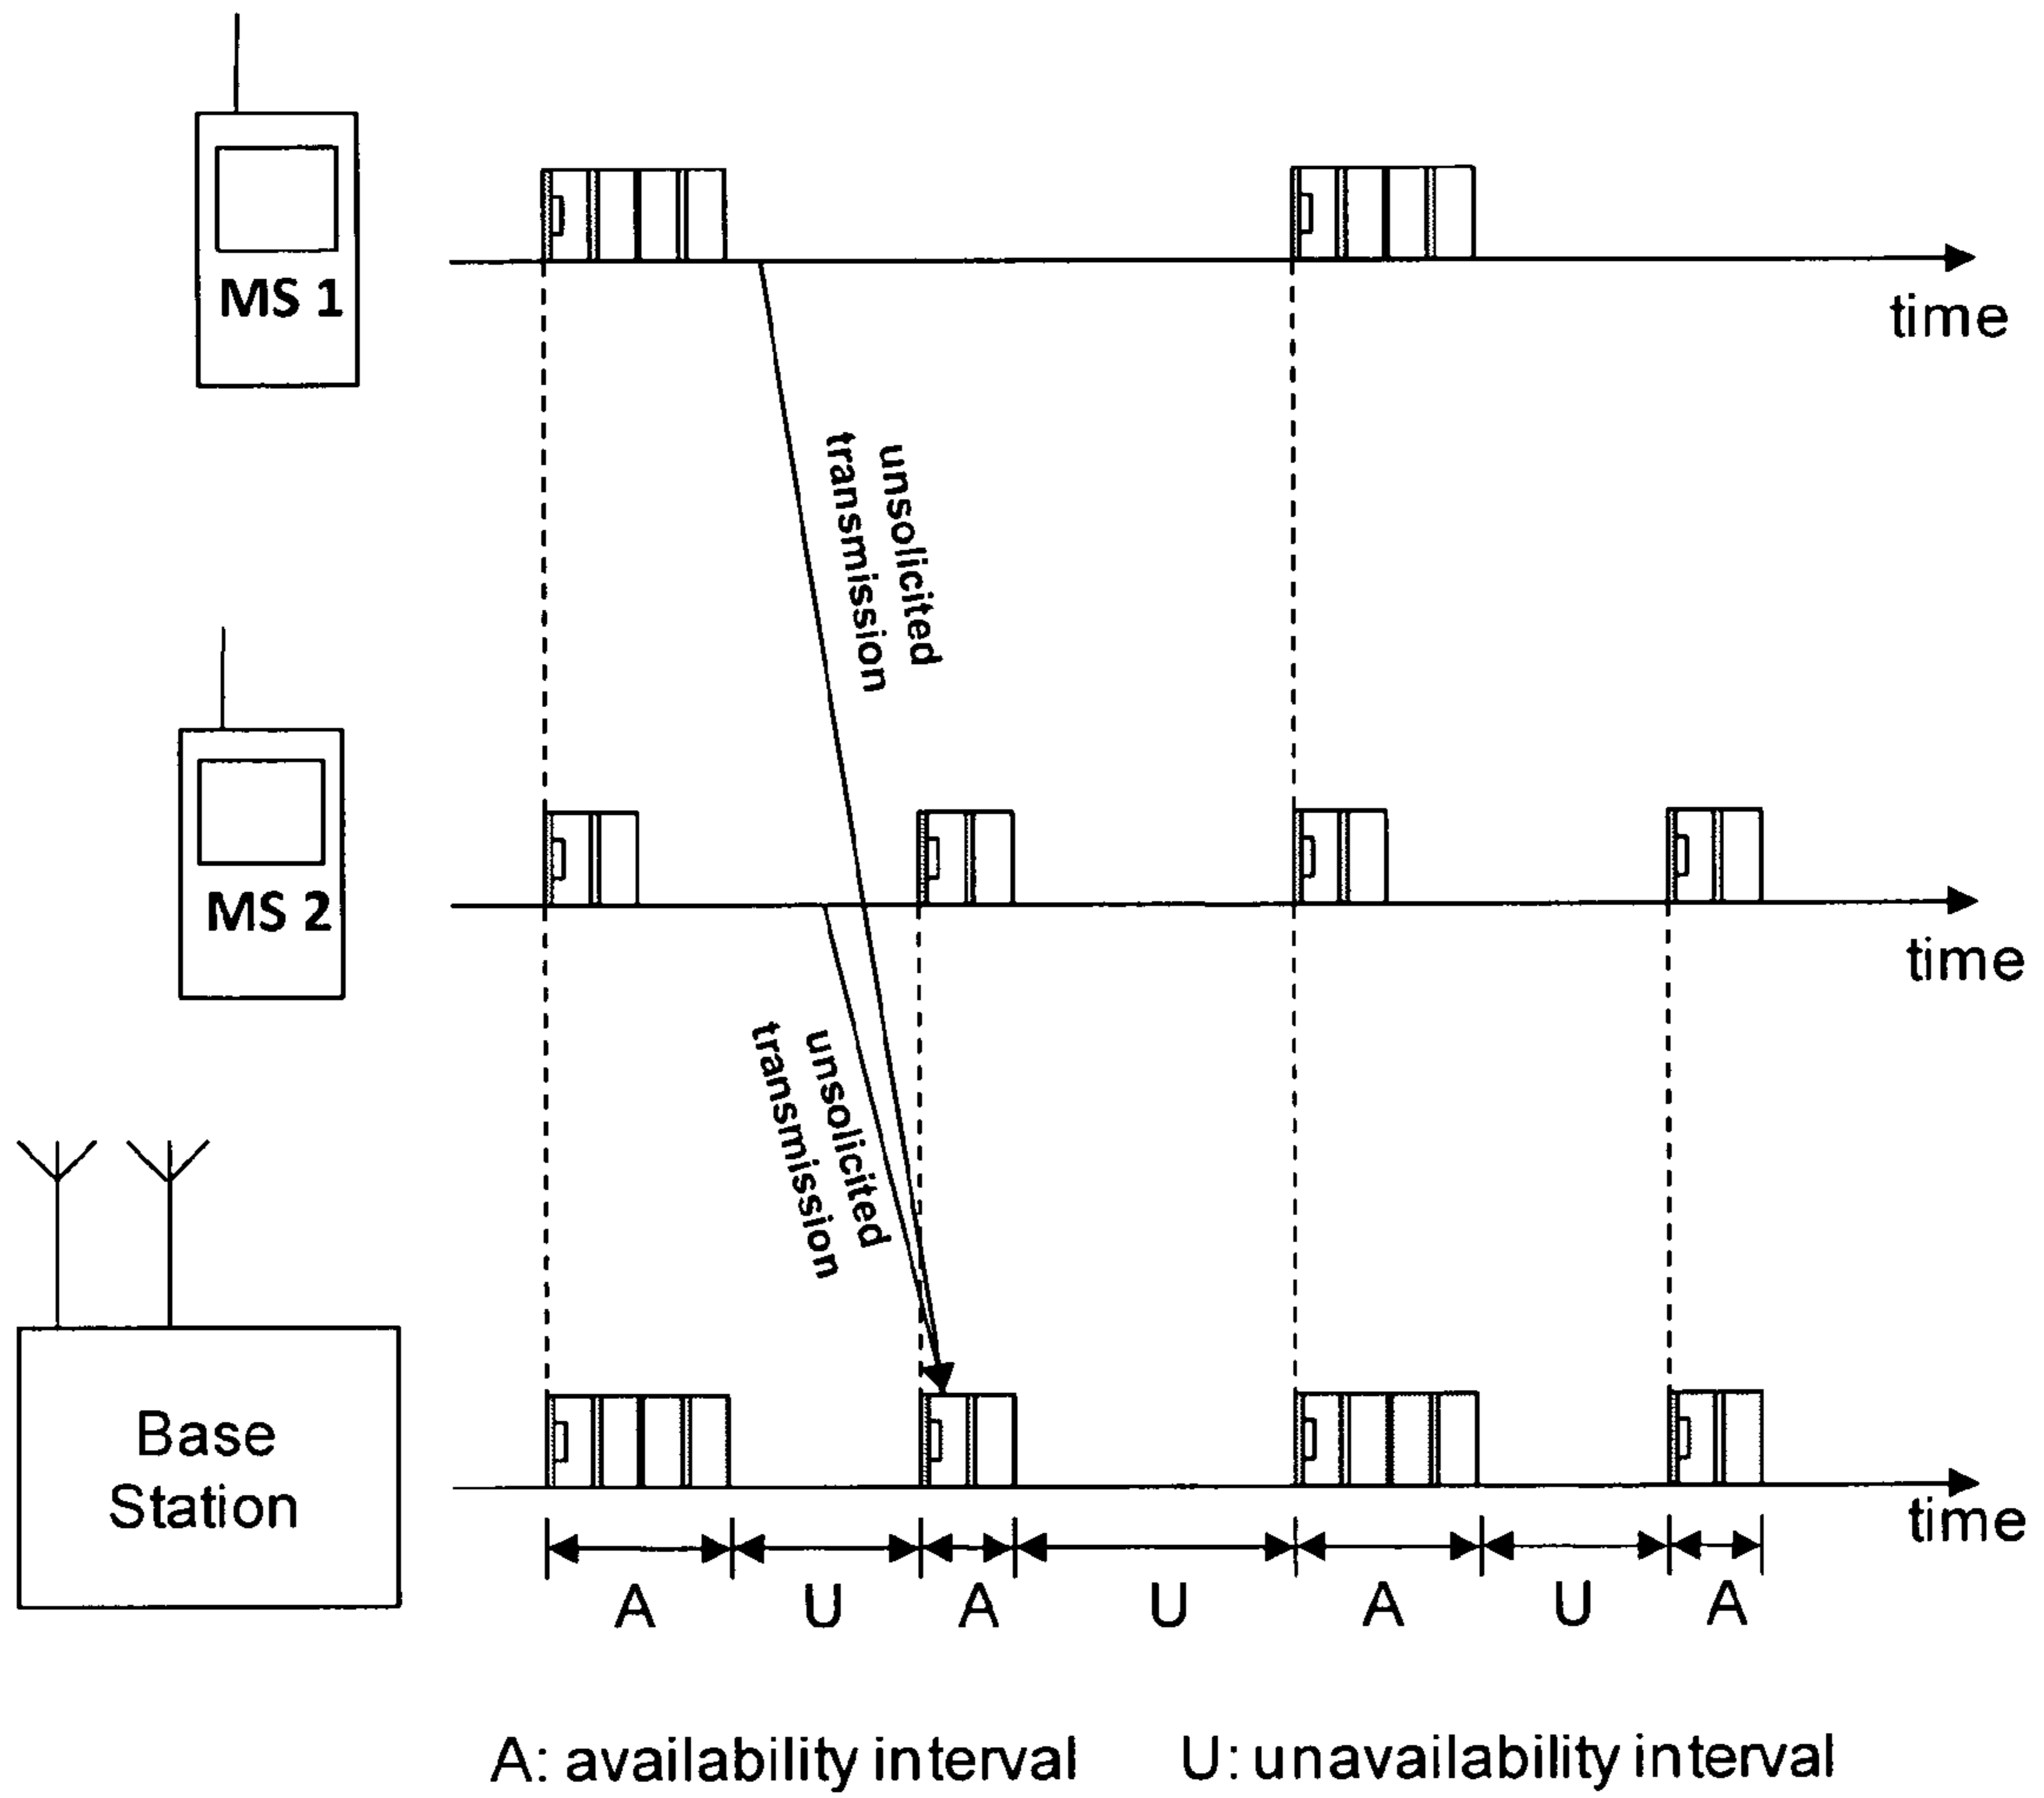 MS 1
time
unsolicited
transmission
MS 2
time
unsolicited
transmission
Base
Station
time
A U A U A U A
A: availability interval U: unavailability interval